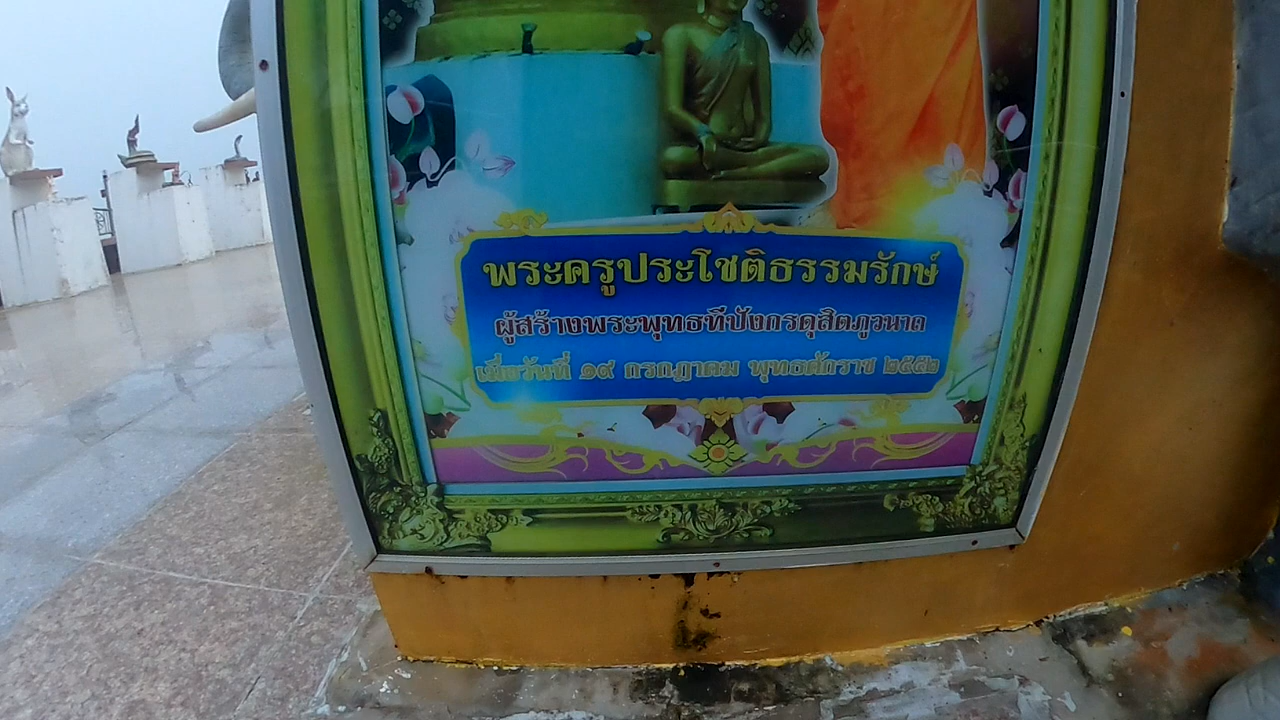 พระครูประโชติธรรมรักษ์
ผู้สร้างพระพุทธทีปังกรดุสิตภูวนาถ
เมื่อวันที่ ๑๙ กรกฎาคม พุทธศักราช ๒๕๕๒